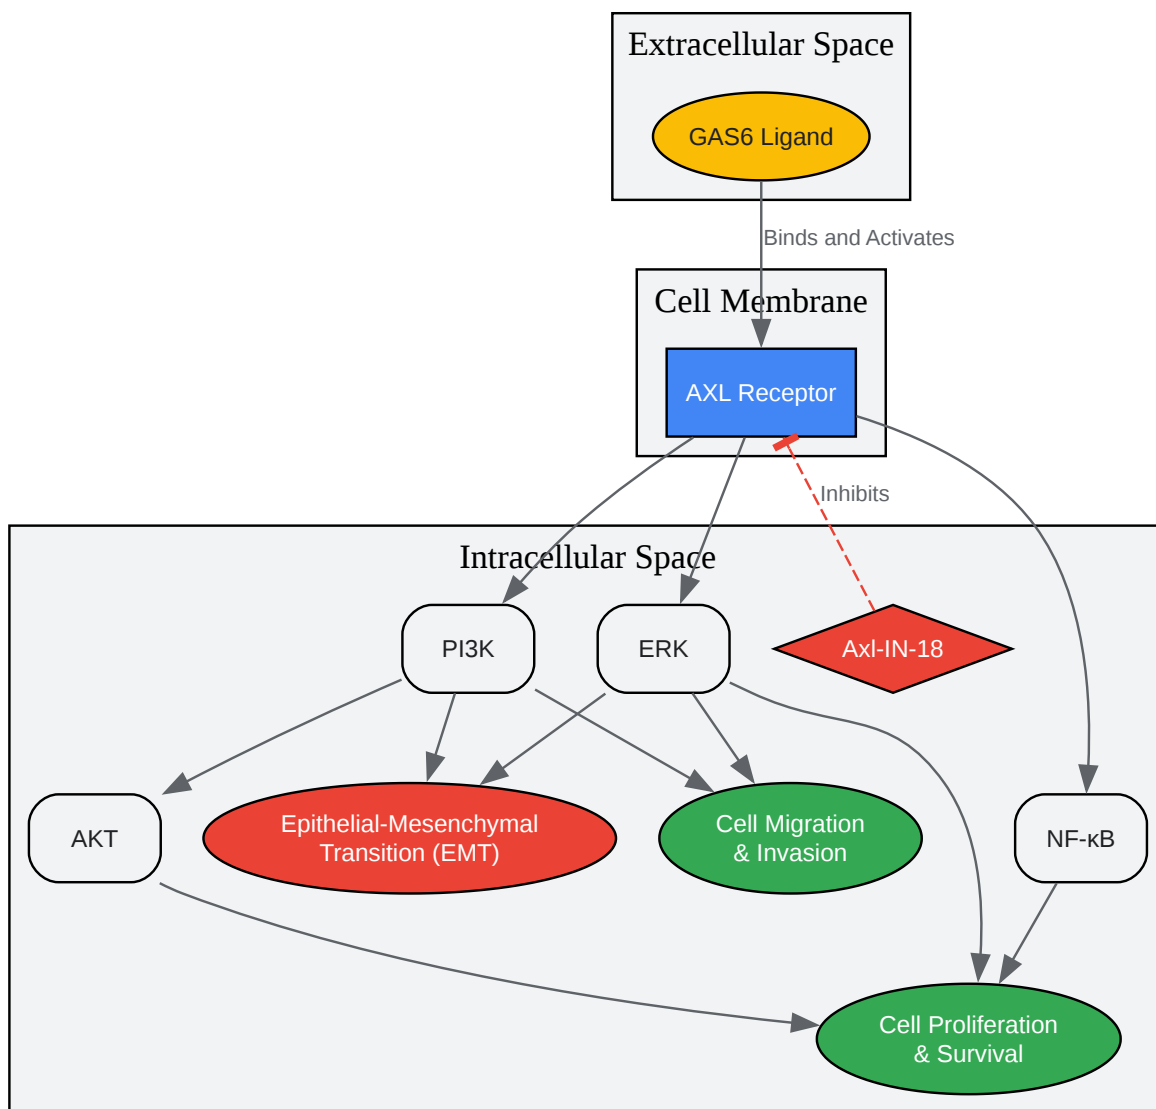 Extracellular Space
GAS6 Ligand
Binds and Activates
Cell Membrane
AXL Receptor
Inhibits
Intracellular Space
PI3K
ERK
Axl-IN-18
AKT
Epithelial-Mesenchymal
Transition (EMT)
Cell Migration
& Invasion
NF-κB
Cell Proliferation
& Survival